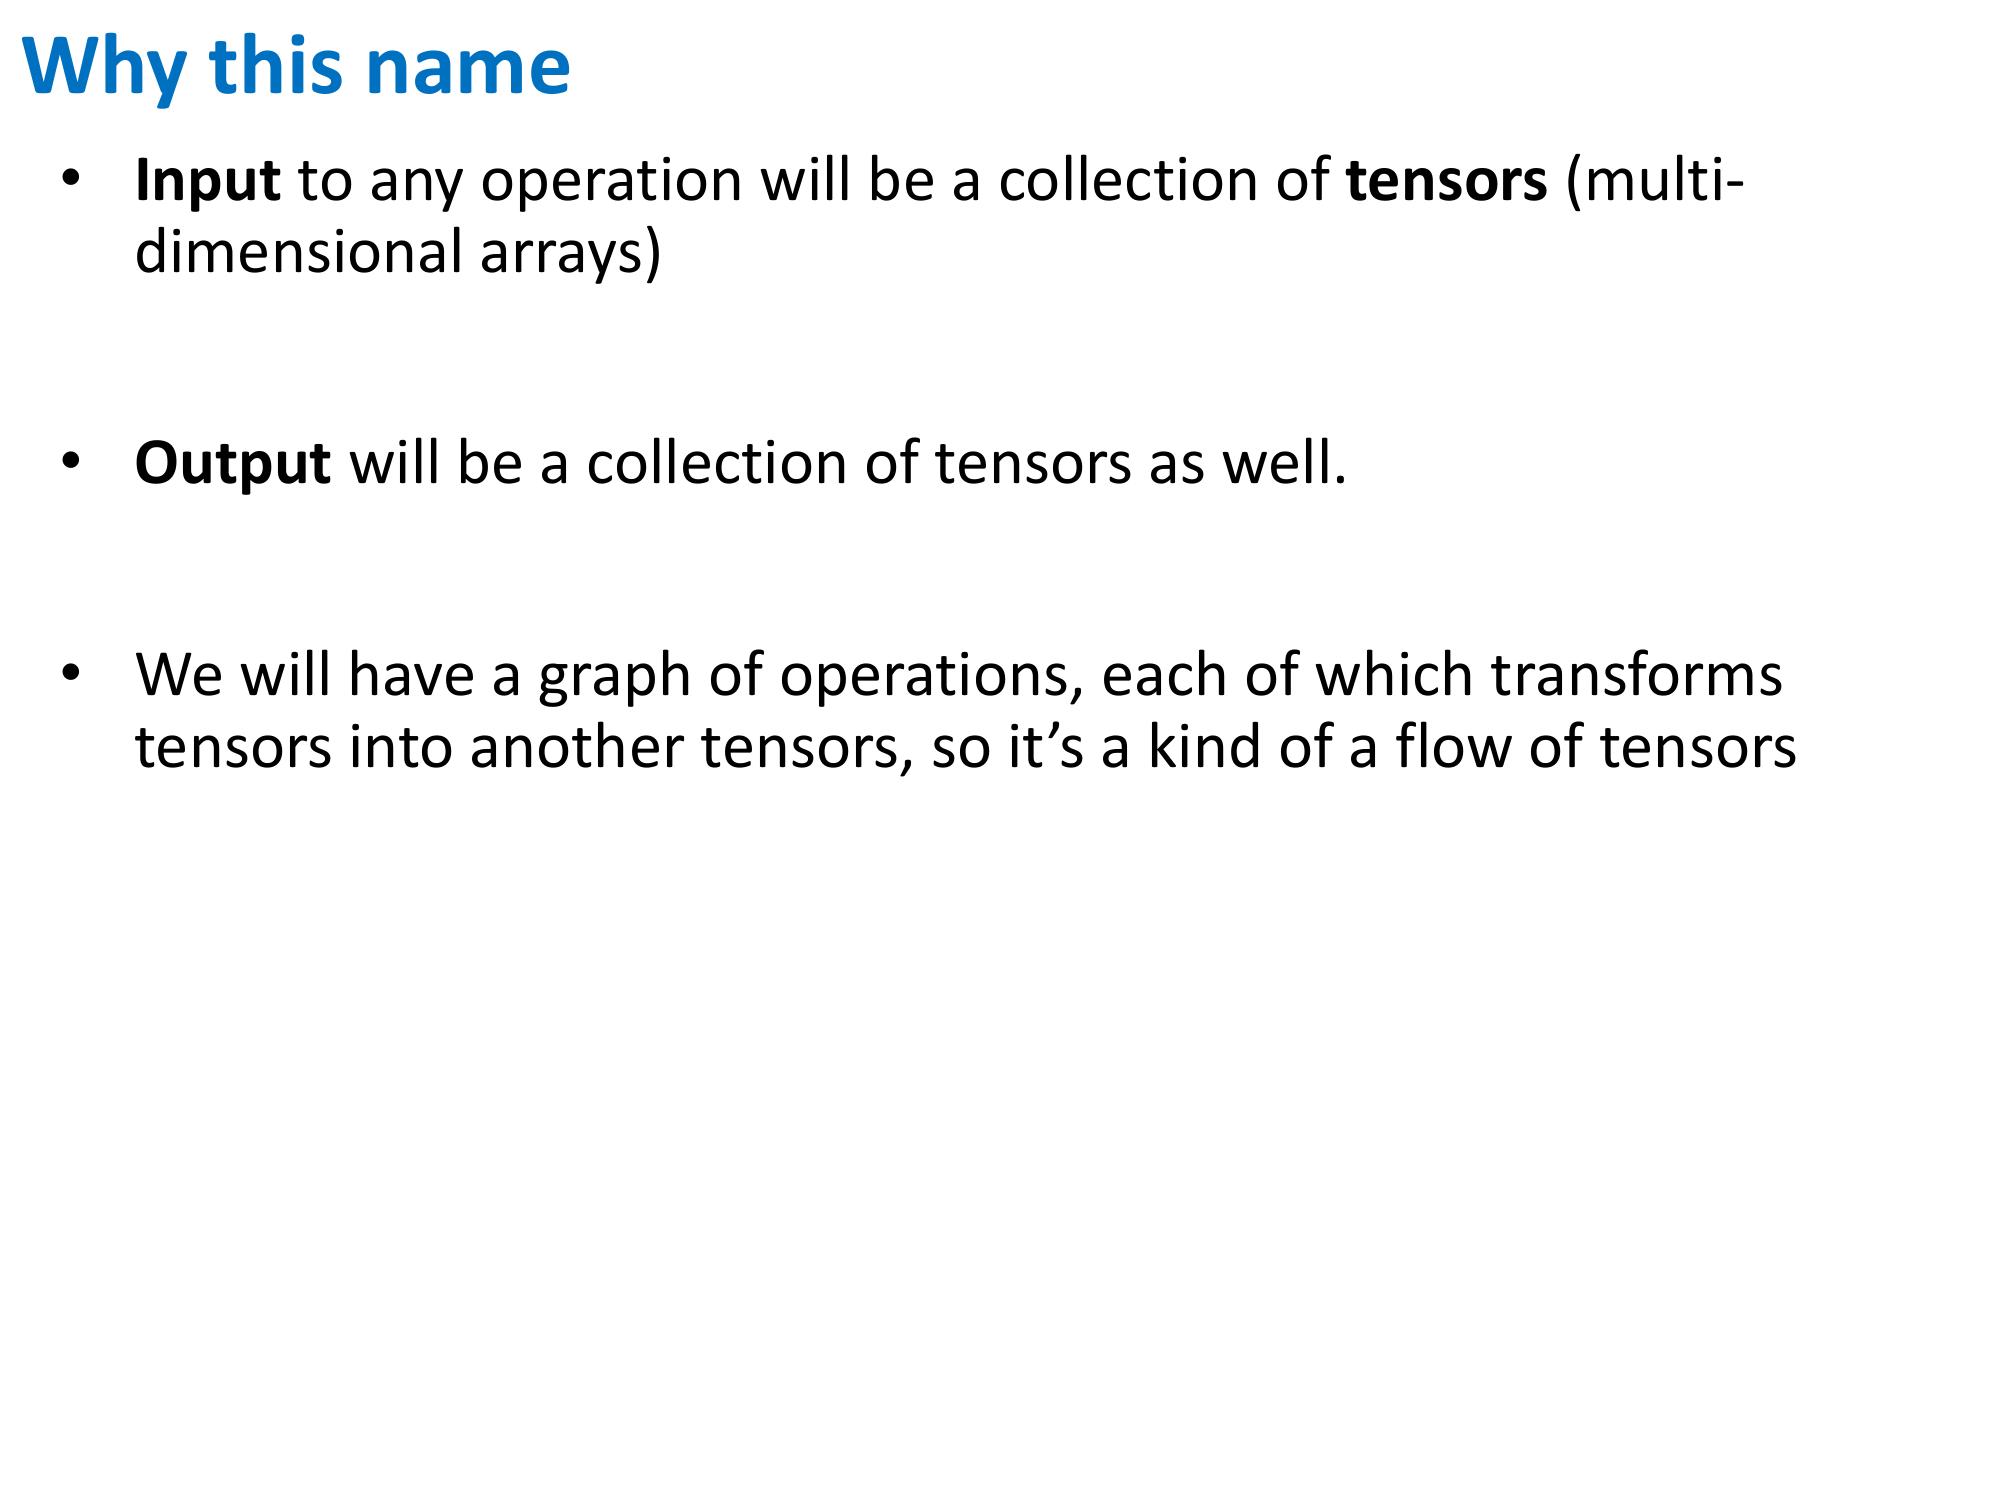 Why this name
• Input to any operation will be a collection of tensors (multi-
dimensional arrays)
• Output will be a collection of tensors as well.
• We will have a graph of operations, each of which transforms
tensors into another tensors, so it’s a kind of a flow of tensors